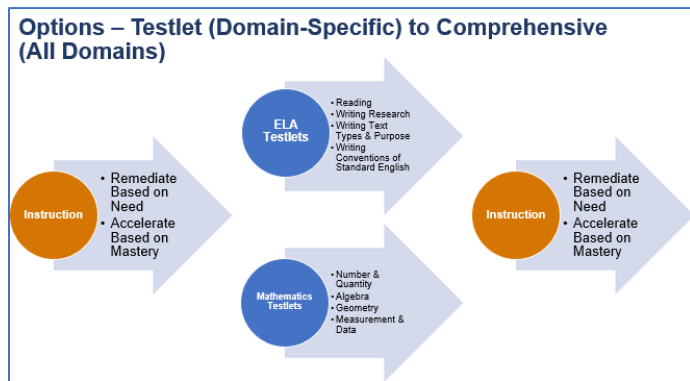 Options – Testlet (Domain-Specific) to Comprehensive
(All Domains)
Instruction
• Remediate
Based on
Need
• Accelerate
Based on
Mastery
ELA
Testlets
• Reading
• Writing Research
• Writing Text
Types & Purpose
• Writing
Conventions of
Standard English
Mathematics
Testlets
• Number &
Quantity
• Algebra
• Geometry
• Measurement &
Data
Instruction
• Remediate
Based on
Need
• Accelerate
Based on
Mastery